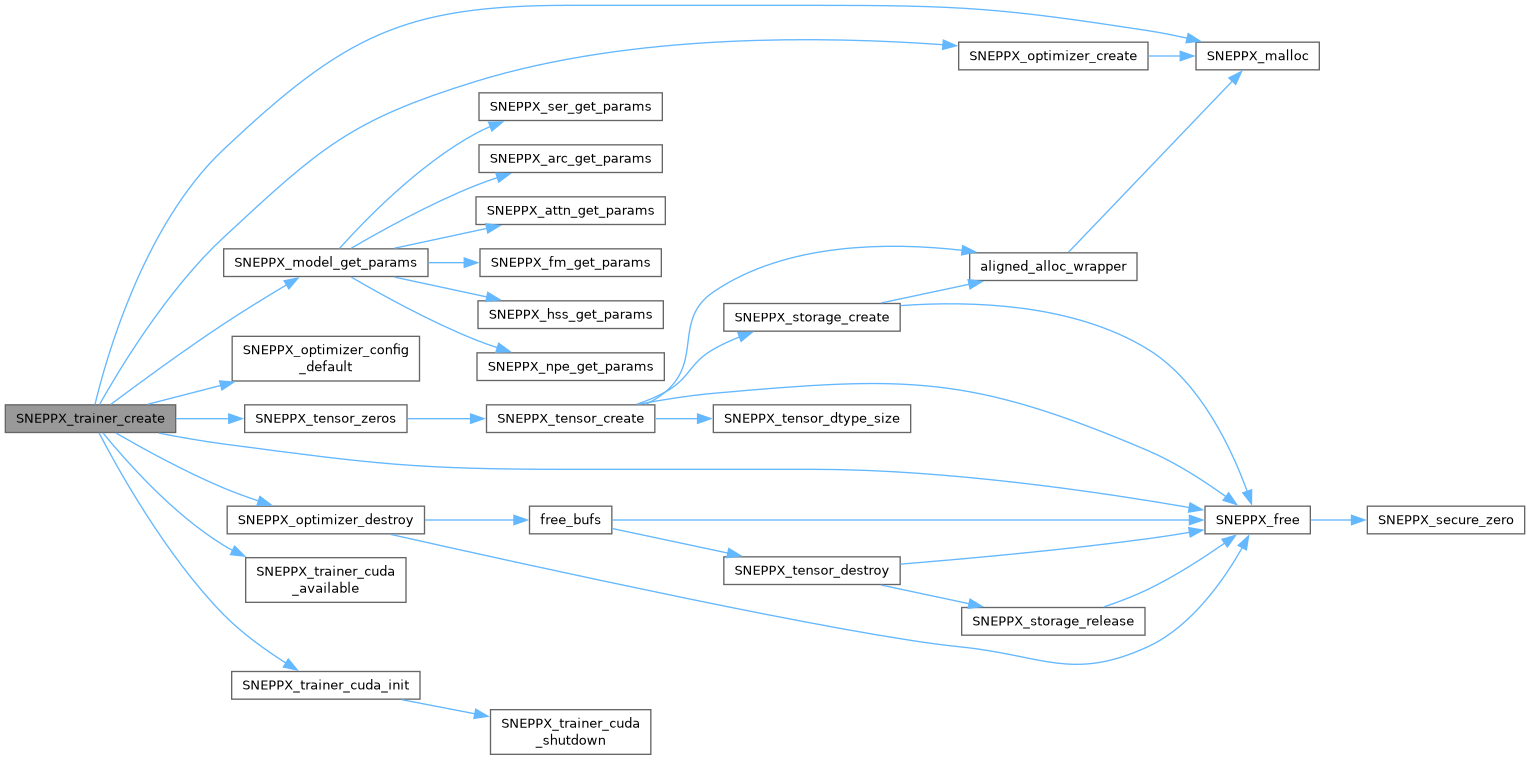 SNEPPX_optimizer_create
SNEPPX_malloc
SNEPPX_ser_get_params
SNEPPX_arc_get_params
SNEPPX_attn_get_params
SNEPPX_model_get_params
SNEPPX_fm_get_params
aligned_alloc_wrapper
SNEPPX_hss_get_params
SNEPPX_storage_create
SNEPPX_optimizer_config
_default
SNEPPX_npe_get_params
SNEPPX_trainer_create
SNEPPX_tensor_zeros
SNEPPX_tensor_create
SNEPPX_tensor_dtype_size
SNEPPX_optimizer_destroy
free_bufs
SNEPPX_free
SNEPPX_secure_zero
SNEPPX_trainer_cuda
_available
SNEPPX_tensor_destroy
SNEPPX_storage_release
SNEPPX_trainer_cuda_init
SNEPPX_trainer_cuda
_shutdown